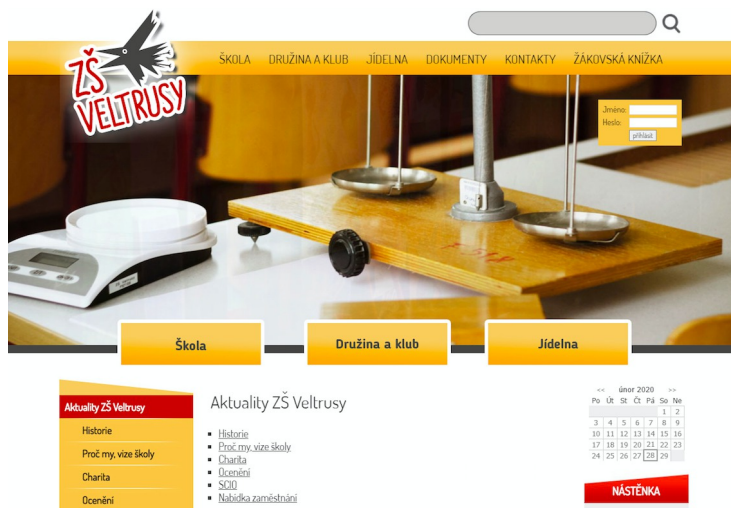 ZŠ
VELTRUSY
ŠKOLA DRUŽINA A KLUB JÍDELNA DOKUMENTY KONTAKTY ŽÁKOVSKÁ KNÍŽKA
Jméno:
Heslo:
přihlásit
Škola
Družina a klub
Jídelna
Aktuality ZŠ Veltrusy
Historie
Proč my, vize školy
Charita
Ocenění
Aktuality ZŠ Veltrusy
Historie
Proč my, vize školy
Charita
Ocenění
SCIO
Nabídka zaměstnání
<< únor 2020 >>
Po Út St Čt Pá So Ne
1 2
3 4 5 6 7 8 9
10 11 12 13 14 15 16
17 18 19 20 21 22 23
24 25 26 27 28 29
NÁSTĚNKA